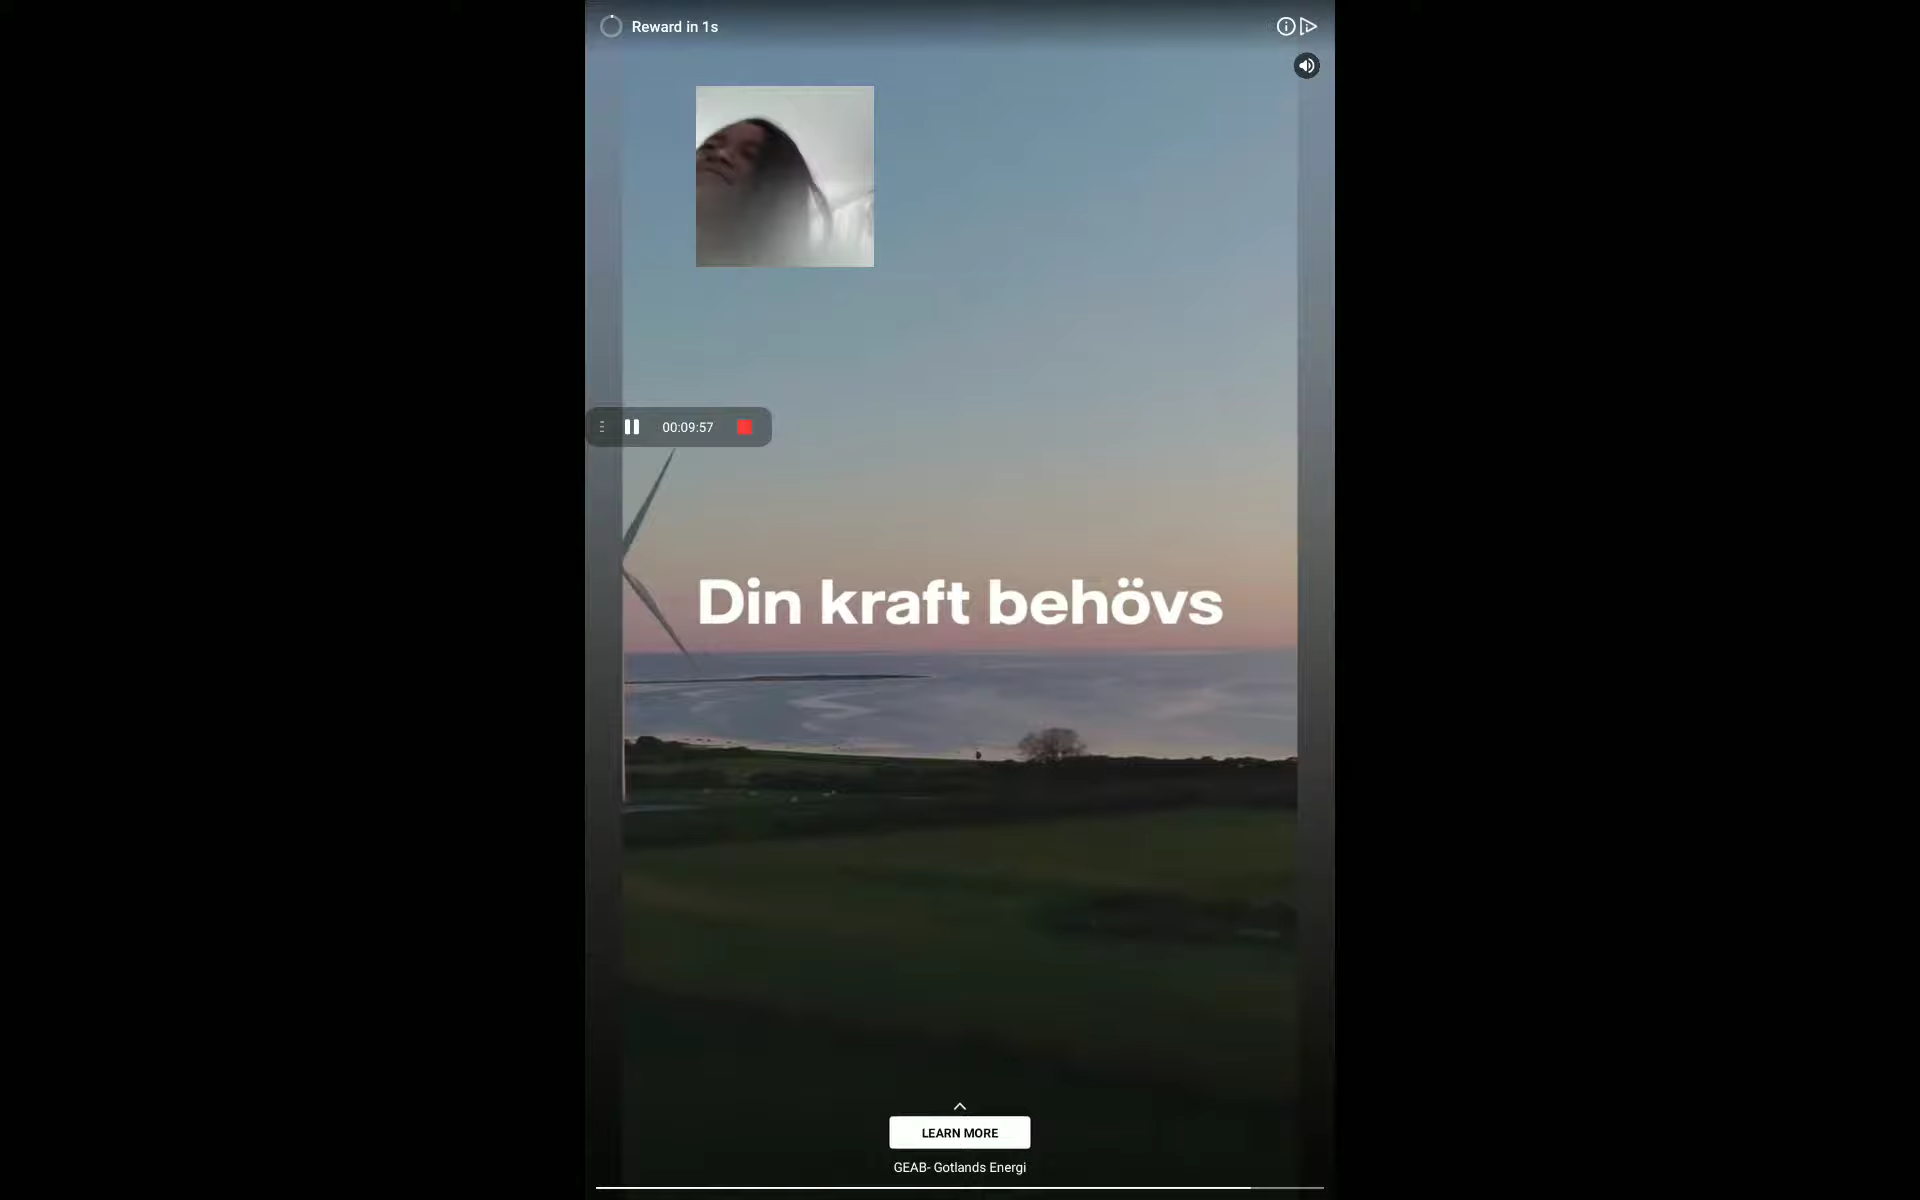 Reward in 1s
00:09:57
Din kraft behövs
LEARN MORE
GEAB- Gotlands Energi